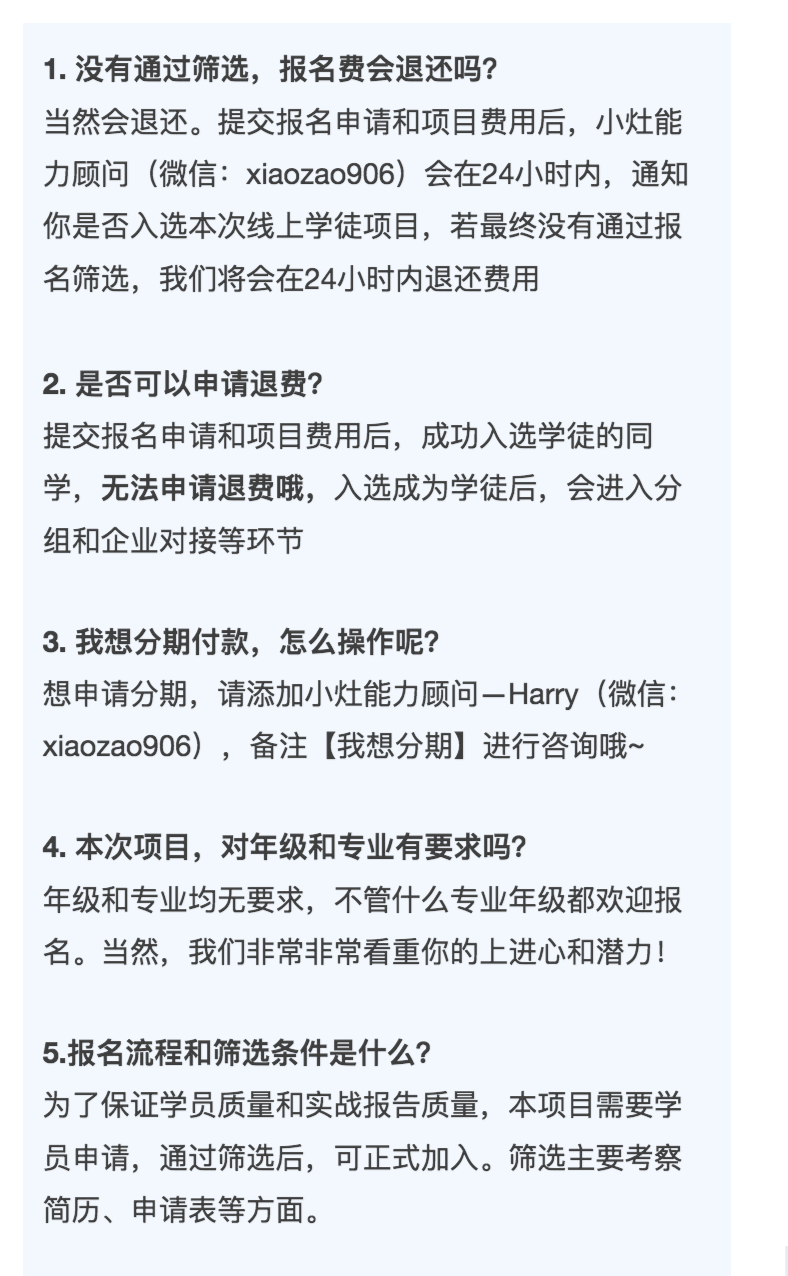 1. 没有通过筛选，报名费会退还吗？
当然会退还。提交报名申请和项目费用后，小灶能
力顾问（微信：xiaozao906）会在24小时内，通知
你是否入选本次线上学徒项目，若最终没有通过报
名筛选，我们将会在24小时内退还费用
2. 是否可以申请退费？
提交报名申请和项目费用后，成功入选学徒的同
学，无法申请退费哦，入选成为学徒后，会进入分
组和企业对接等环节
3. 我想分期付款，怎么操作呢？
想申请分期，请添加小灶能力顾问—Harry（微信：
xiaozao906），备注【我想分期】进行咨询哦~
4. 本次项目，对年级和专业有要求吗？
年级和专业均无要求，不管什么专业年级都欢迎报
名。当然，我们非常非常看重你的上进心和潜力！
5.报名流程和筛选条件是什么？
为了保证学员质量和实战报告质量，本项目需要学
员申请，通过筛选后，可正式加入。筛选主要考察
简历、申请表等方面。